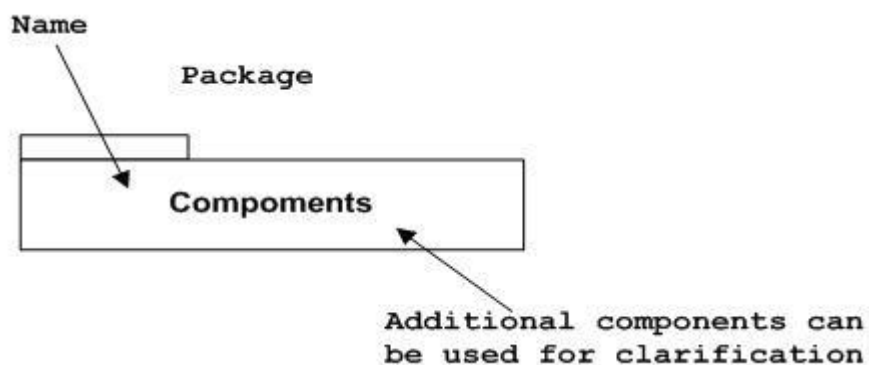 Name
Package
Compoments
Additional components can
be used for clarification